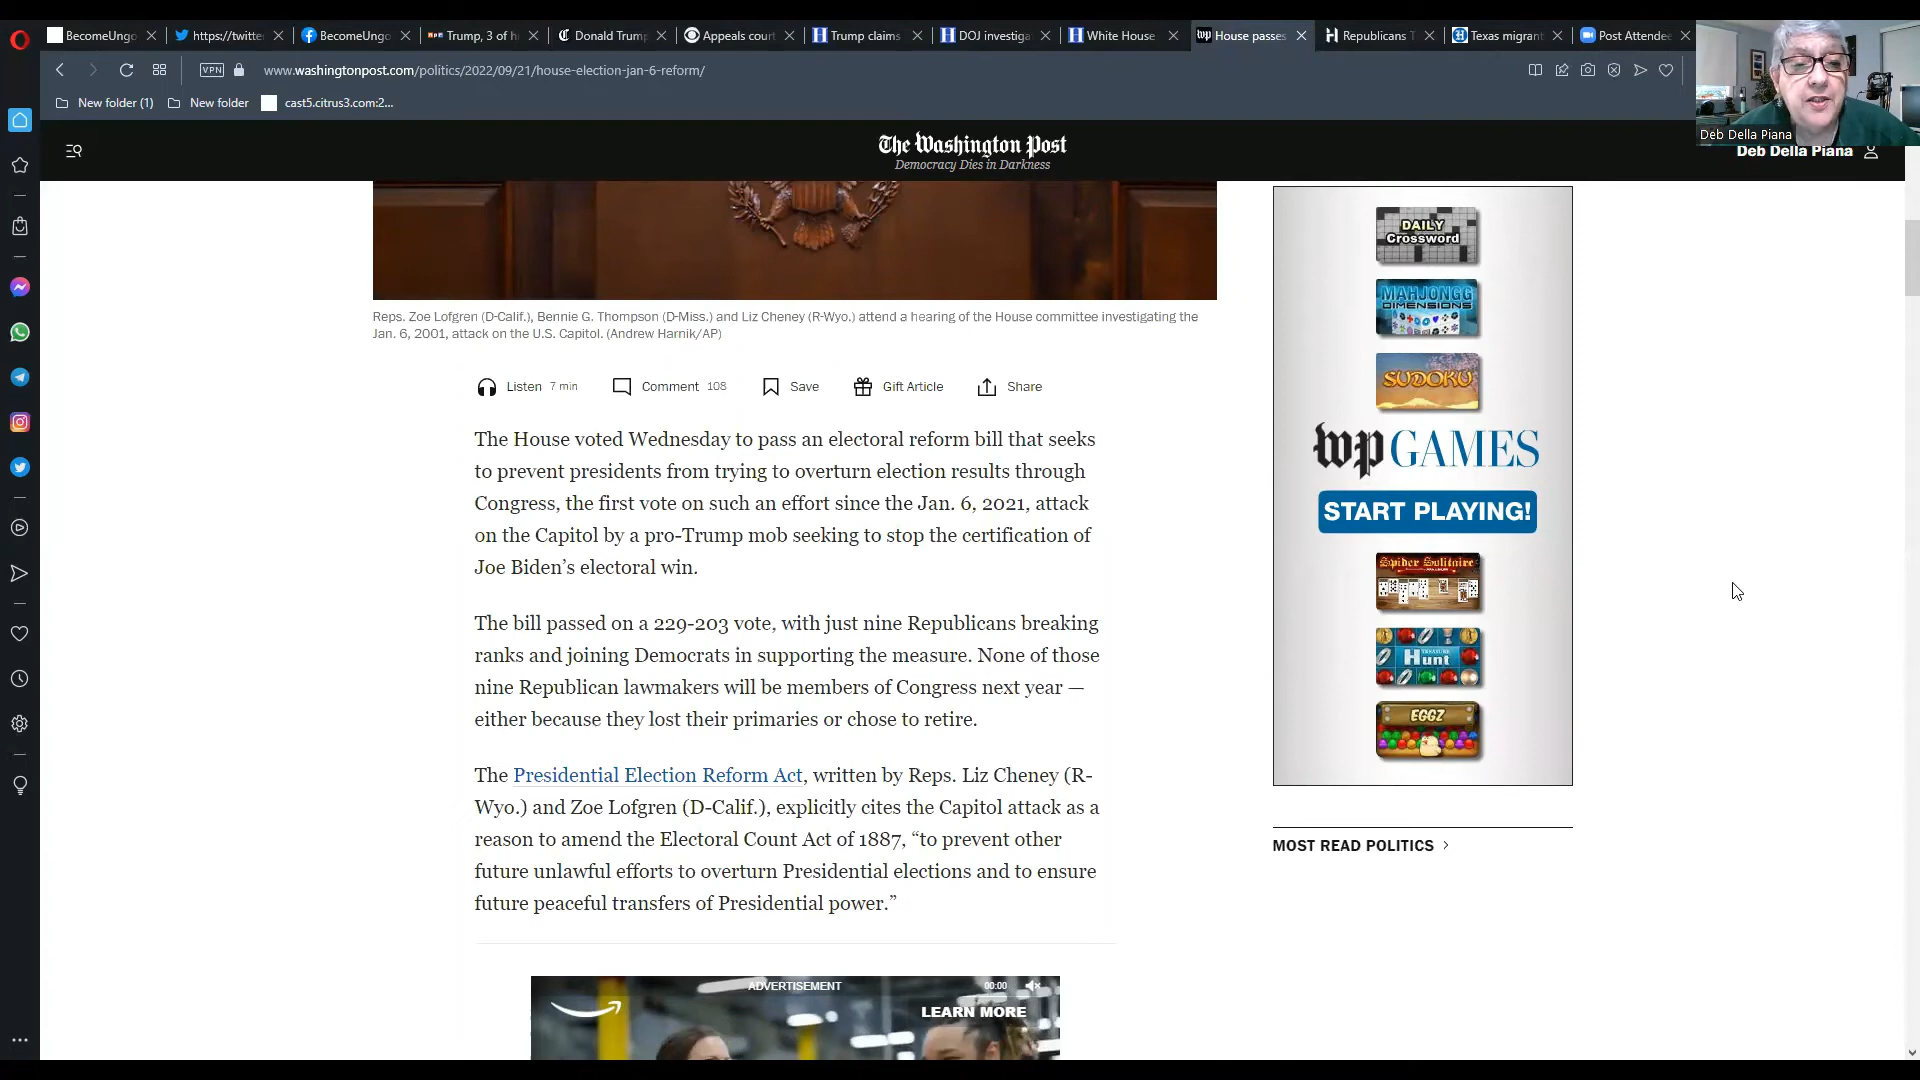 BecomeUngo
https://twitte
BecomeUngo
Trump, 3 of h
Donald Trum
Appeals court
Trump claims
DOJ investiga
White House
House passes
Republicans T
Texas migrant
Post Attendee
VPN
www.washingtonpost.com/politics/2022/09/21/house-election-jan-6-reform/
New folder (1)
New folder
cast5.citrus3.com:2...
Deb Della Piana
The Washington Post
Democracy Dies in Darkness
Deb Della Piana
Reps. Zoe Lofgren (D-Calif.), Bennie G. Thompson (D-Miss.) and Liz Cheney (R-Wyo.) attend a hearing of the House committee investigating the
Jan. 6, 2001, attack on the U.S. Capitol. (Andrew Harnik/AP)
Listen 7 min
Comment 108
Save
Gift Article
Share
The House voted Wednesday to pass an electoral reform bill that seeks
to prevent presidents from trying to overturn election results through
Congress, the first vote on such an effort since the Jan. 6, 2021, attack
on the Capitol by a pro-Trump mob seeking to stop the certification of
Joe Biden’s electoral win.
The bill passed on a 229-203 vote, with just nine Republicans breaking
ranks and joining Democrats in supporting the measure. None of those
nine Republican lawmakers will be members of Congress next year —
either because they lost their primaries or chose to retire.
The Presidential Election Reform Act, written by Reps. Liz Cheney (R-
Wyo.) and Zoe Lofgren (D-Calif.), explicitly cites the Capitol attack as a
reason to amend the Electoral Count Act of 1887, “to prevent other
future unlawful efforts to overturn Presidential elections and to ensure
future peaceful transfers of Presidential power.”
ADVERTISEMENT
00:00
LEARN MORE
DAILY
Crossword
MAHJONGG
DIMENSIONS
SUDOKU
wp GAMES
START PLAYING!
Spider Solitaire
TREASURE
Hunt
EGGZ
MOST READ POLITICS